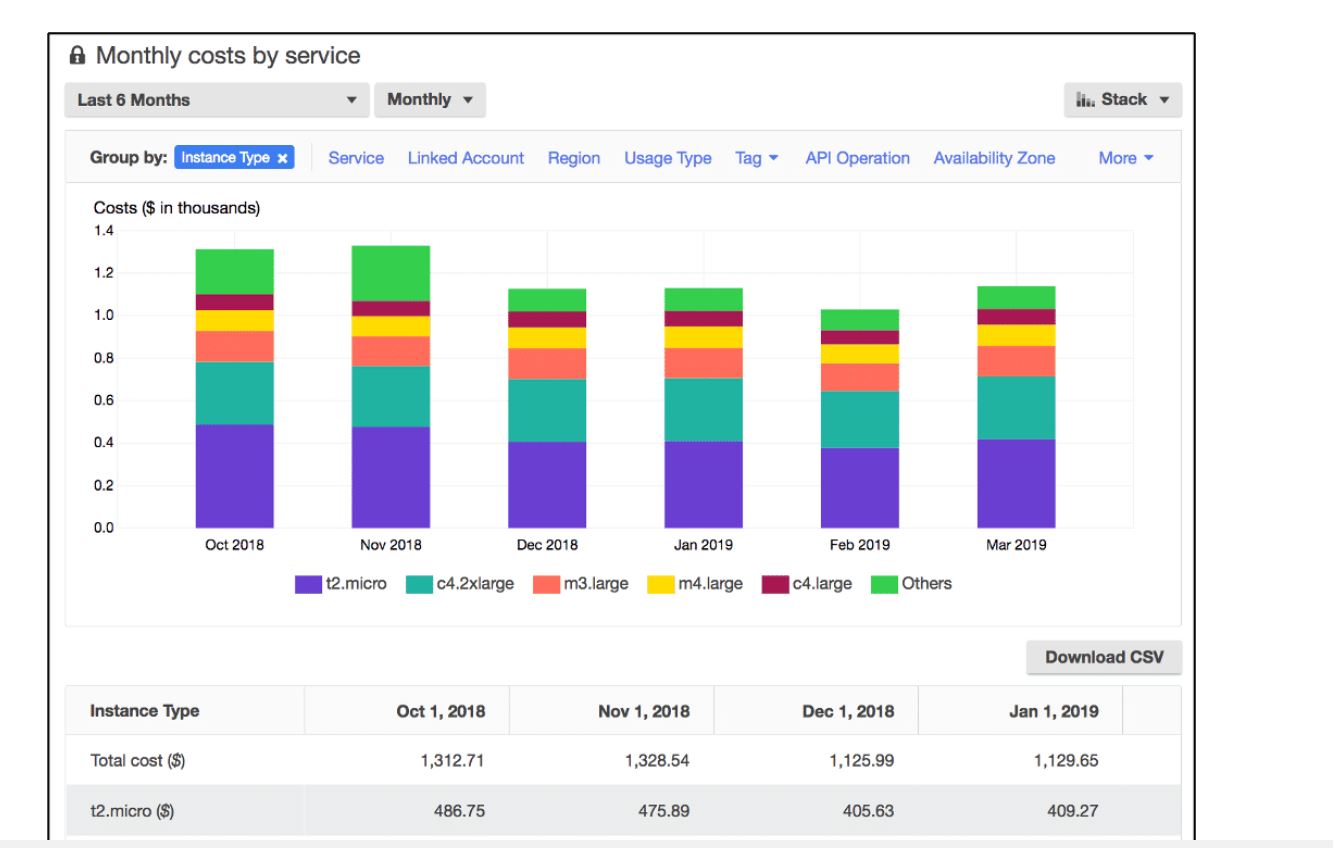 Monthly costs by service
Last 6 Months Monthly Stack
Group by: Instance Type × Service Linked Account Region Usage Type Tag API Operation Availability Zone More
Costs ($ in thousands)
1.4
1.2
1.0
0.8
0.6
0.4
0.2
0.0
Oct 2018 Nov 2018 Dec 2018 Jan 2019 Feb 2019 Mar 2019
t2.micro c4.2xlarge m3.large m4.large c4.large Others
Download CSV
Instance Type Oct 1, 2018 Nov 1, 2018 Dec 1, 2018 Jan 1, 2019
Total cost ($) 1,312.71 1,328.54 1,125.99 1,129.65
t2.micro ($) 486.75 475.89 405.63 409.27